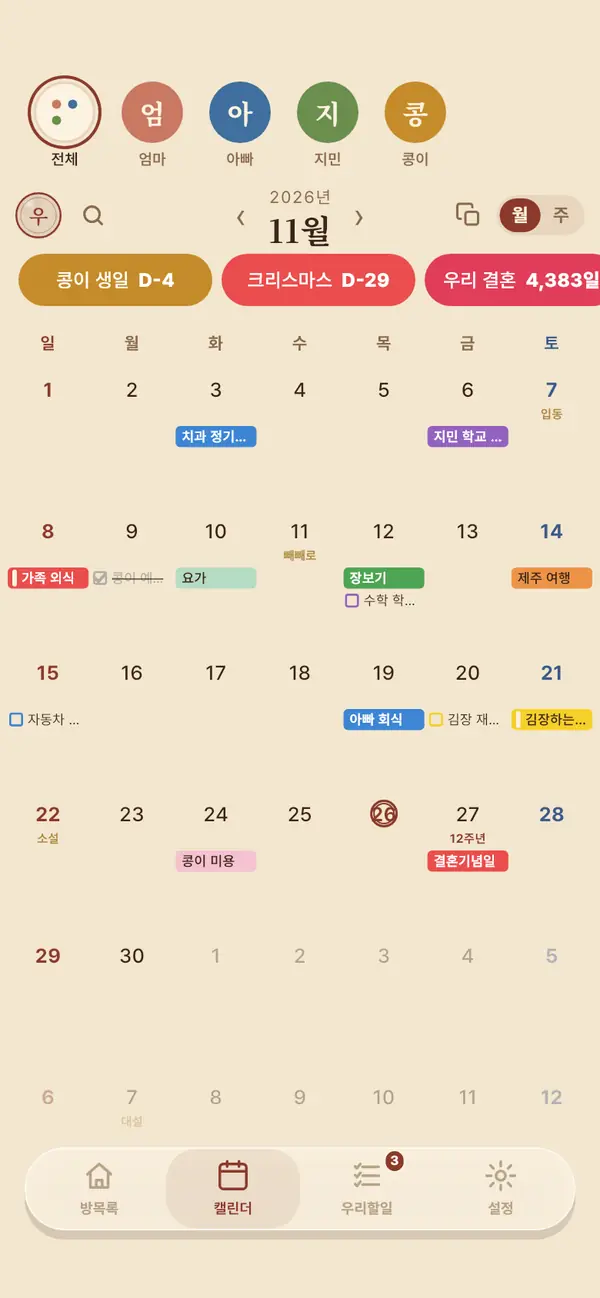 엄 아 지 콩
전체 엄마 아빠 지민 콩이
우 2026년 월 주
11월
콩이 생일 D-4 크리스마스 D-29 우리 결혼 4,383일
일 월 화 수 목 금 토
1 2 3 4 5 6 7
입동
치과 정기... 지민 학교 ...
8 9 10 11 12 13 14
빼빼로
가족 외식 콩이 예... 요가 장보기 제주 여행
수학 학...
15 16 17 18 19 20 21
자동차 ... 아빠 회식 김장 재... 김장하는...
22 23 24 25 26 27 28
소설 12주년
콩이 미용 결혼기념일
29 30 1 2 3 4 5
6 7 8 9 10 11 12
대설
3
방목록 캘린더 우리할일 설정